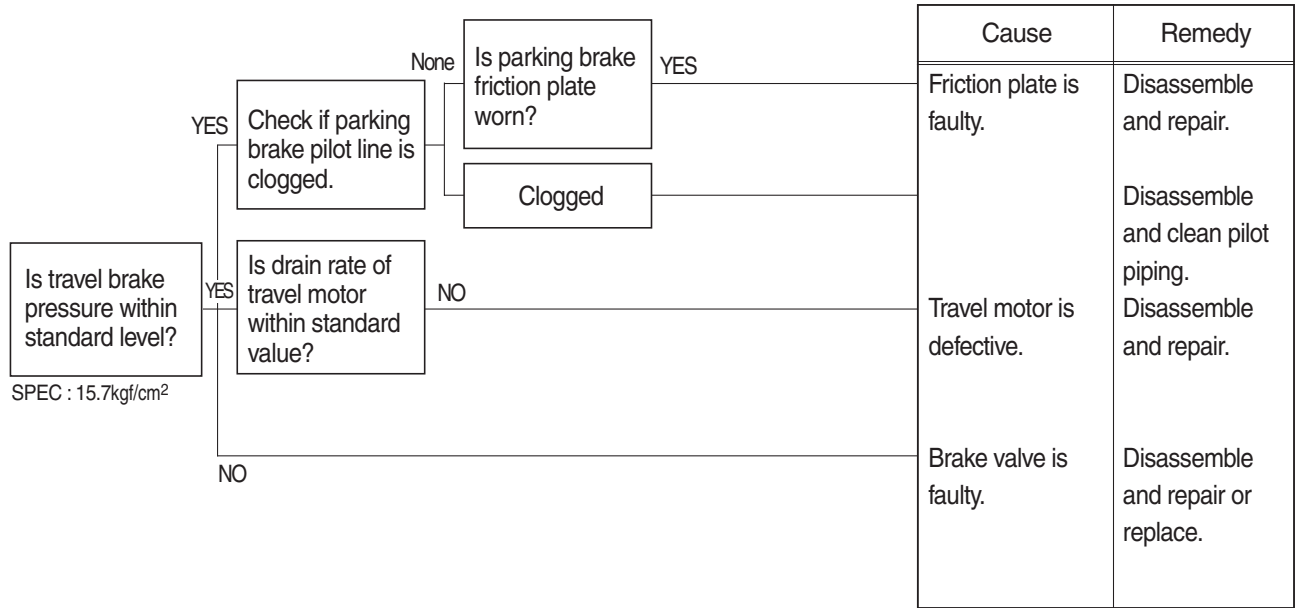 Is travel brake
pressure within
standard level?
SPEC : 15.7kgf/cm²
YES
Check if parking
brake pilot line is
clogged.
None
Is parking brake
friction plate
worn?
YES
Clogged
YES
Is drain rate of
travel motor
within standard
value?
NO
NO
Cause
Remedy
Friction plate is
faulty.
Disassemble
and repair.
Disassemble
and clean pilot
piping.
Travel motor is
defective.
Disassemble
and repair.
Brake valve is
faulty.
Disassemble
and repair or
replace.